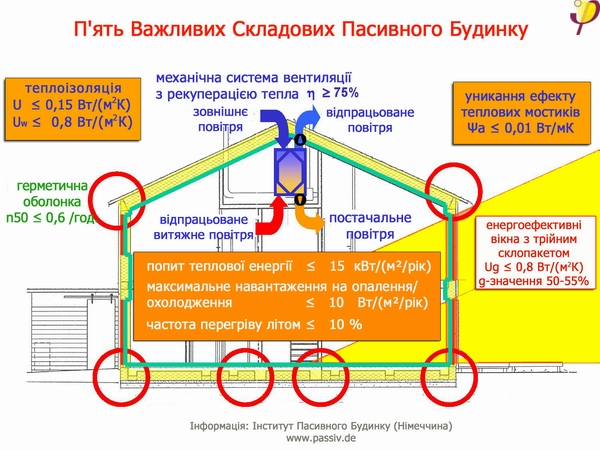 П'ять Важливих Складових Пасивного Будинку
теплоізоляція
U ≤ 0,15 Вт/(м²К)
Uw ≤ 0,8 Вт/(м²К)
механічна система вентиляції
з рекуперацією тепла η ≥ 75%
зовнішнє
повітря
відпрацьоване
повітря
уникання ефекту
теплових мостиків
Ψa ≤ 0,01 Вт/мК
герметична
оболонка
n50 ≤ 0,6 /год
відпрацьоване
витяжне повітря
постачальне
повітря
енергоефективні
вікна з трійним
склопакетом
Ug ≤ 0,8 Вт/(м²К)
g-значення 50-55%
попит теплової енергії ≤ 15 кВт/(м²/рік)
максимальне навантаження на опалення/
охолодження ≤ 10 Вт/(м²/рік)
частота перегріву літом ≤ 10 %
Інформація: Інститут Пасивного Будинку (Німеччина)
www.passiv.de